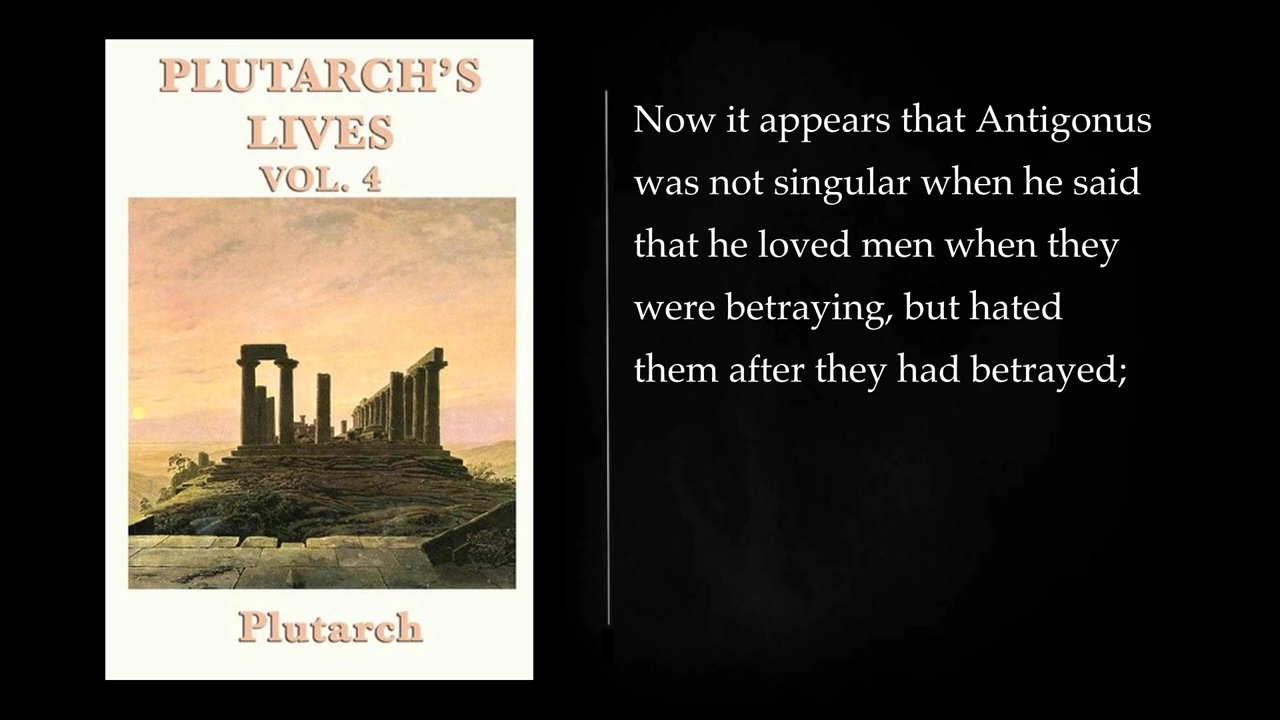 PLUTARCH'S
LIVES
VOL. 4
Plutarch
Now it appears that Antigonus
was not singular when he said
that he loved men when they
were betraying, but hated
them after they had betrayed;